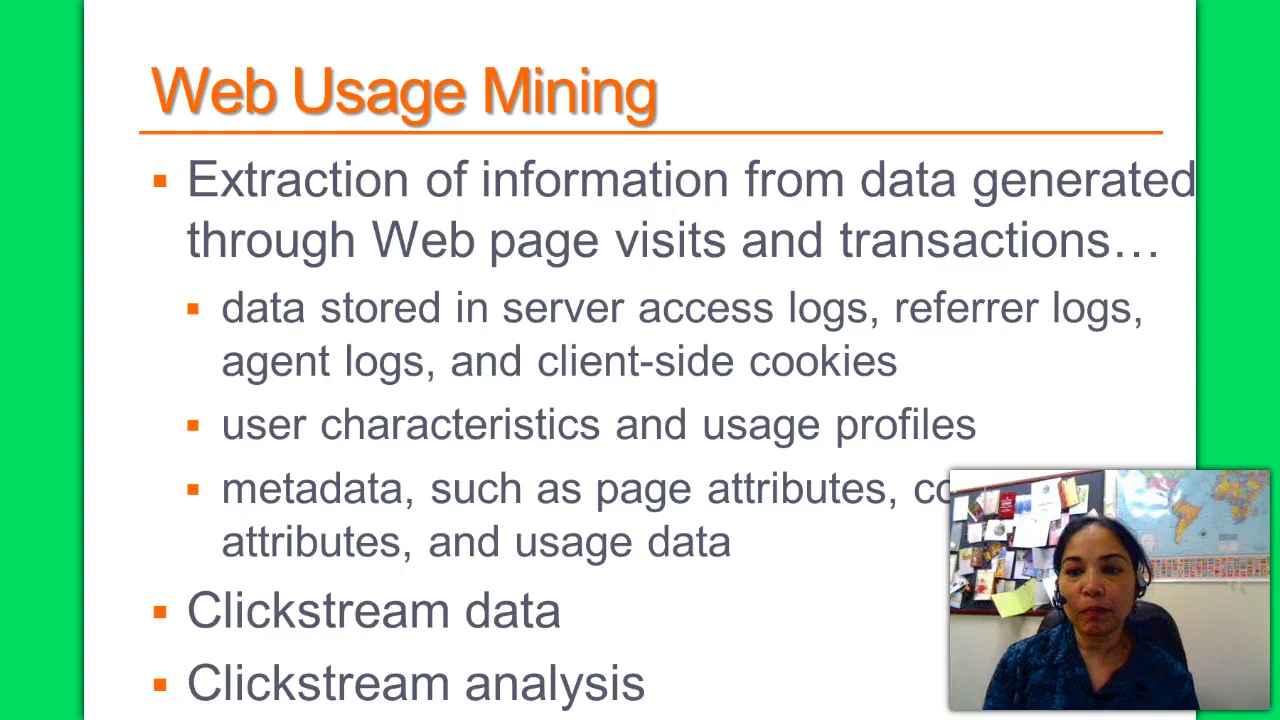 Web Usage Mining
Extraction of information from data generated
through Web page visits and transactions…
data stored in server access logs, referrer logs,
agent logs, and client-side cookies
user characteristics and usage profiles
metadata, such as page attributes,
attributes, and usage data
Clickstream data
Clickstream analysis